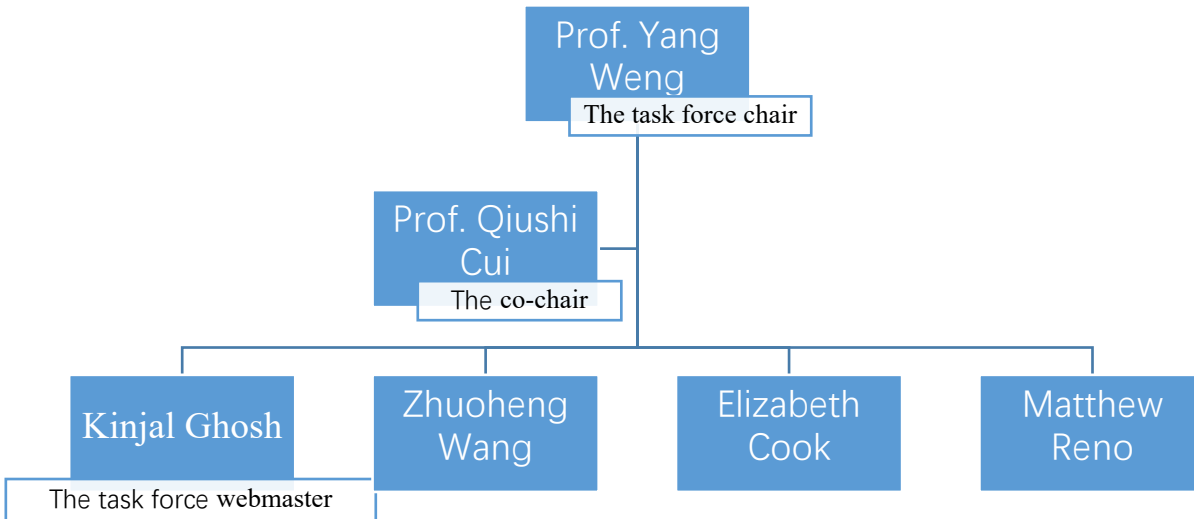 Prof. Yang
Weng
The task force chair
Prof. Qiushi
Cui
The co-chair
Kinjal Ghosh
The task force webmaster
Zhuoheng
Wang
Elizabeth
Cook
Matthew
Reno